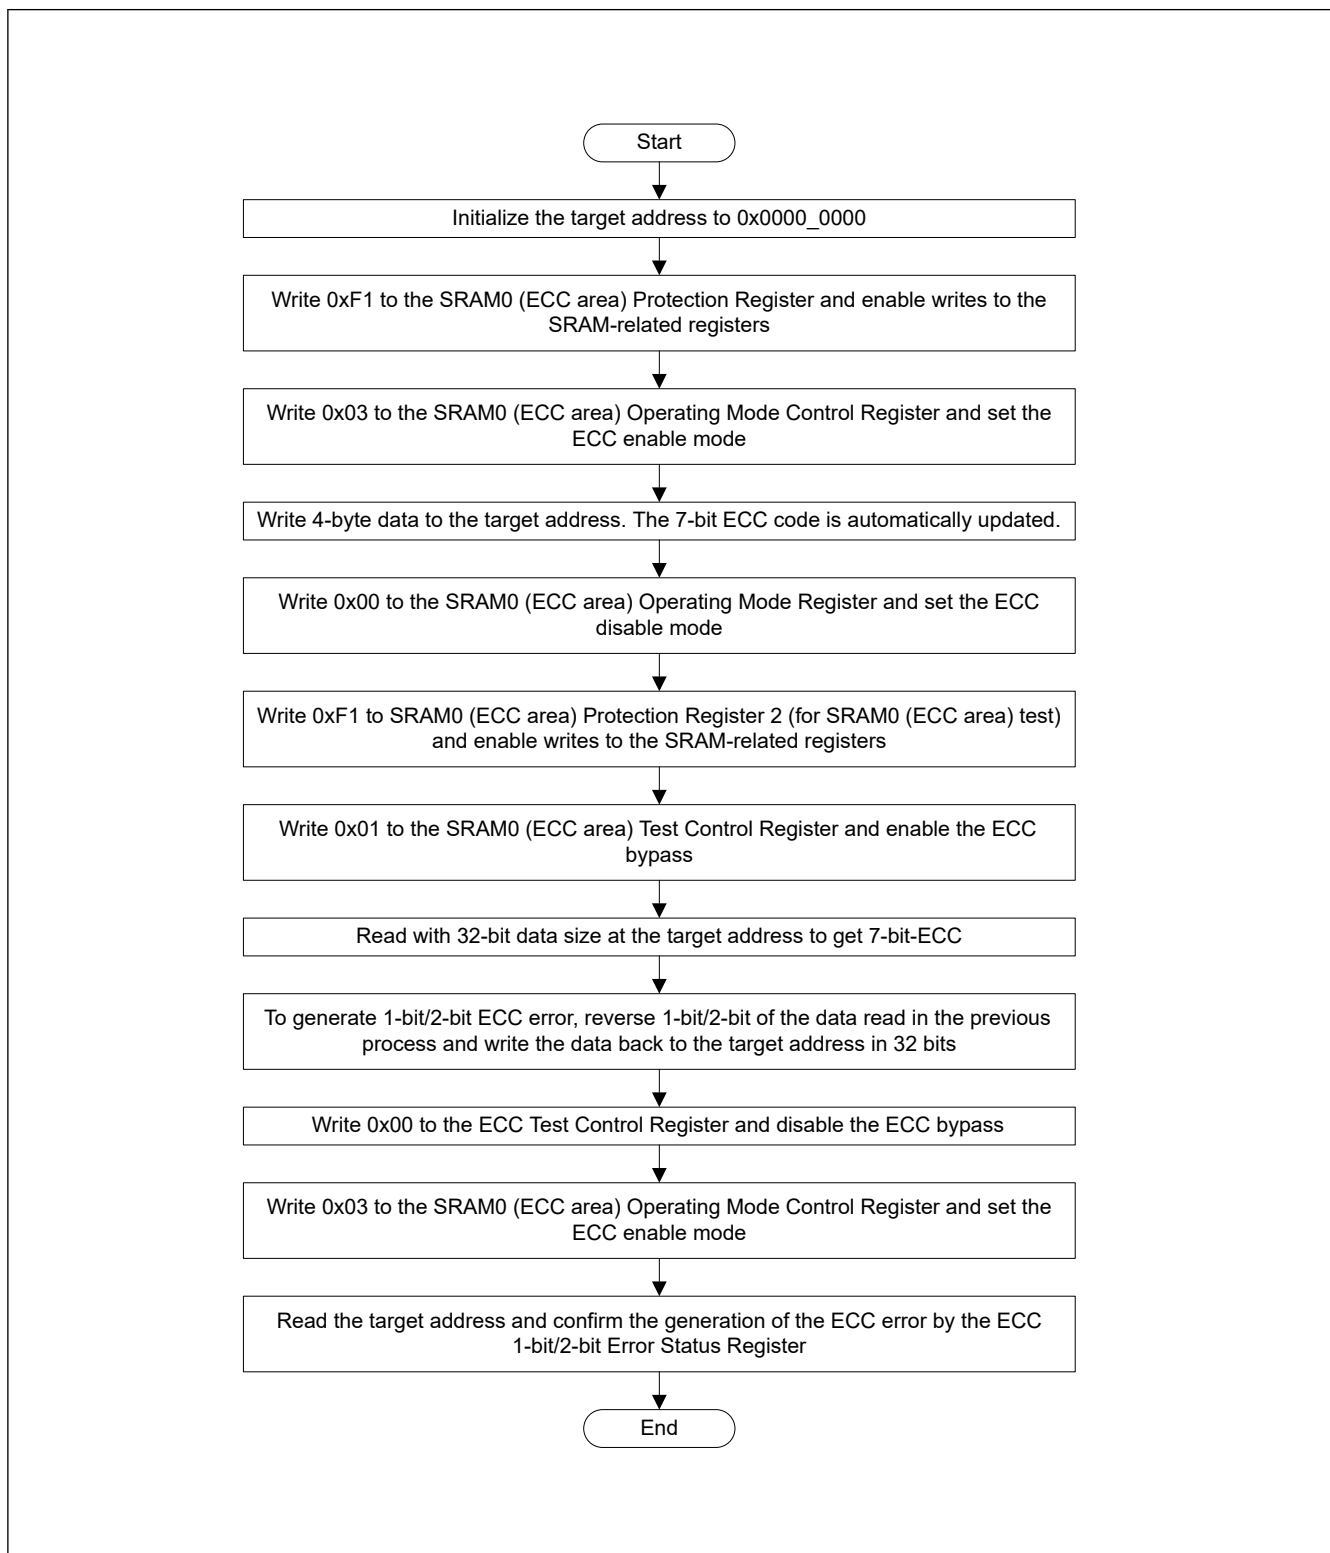 Start
Initialize the target address to 0x0000_0000
Write 0xF1 to the SRAM0 (ECC area) Protection Register and enable writes to the
SRAM-related registers
Write 0x03 to the SRAM0 (ECC area) Operating Mode Control Register and set the
ECC enable mode
Write 4-byte data to the target address. The 7-bit ECC code is automatically updated.
Write 0x00 to the SRAM0 (ECC area) Operating Mode Register and set the ECC
disable mode
Write 0xF1 to SRAM0 (ECC area) Protection Register 2 (for SRAM0 (ECC area) test)
and enable writes to the SRAM-related registers
Write 0x01 to the SRAM0 (ECC area) Test Control Register and enable the ECC
bypass
Read with 32-bit data size at the target address to get 7-bit-ECC
To generate 1-bit/2-bit ECC error, reverse 1-bit/2-bit of the data read in the previous
process and write the data back to the target address in 32 bits
Write 0x00 to the ECC Test Control Register and disable the ECC bypass
Write 0x03 to the SRAM0 (ECC area) Operating Mode Control Register and set the
ECC enable mode
Read the target address and confirm the generation of the ECC error by the ECC
1-bit/2-bit Error Status Register
End